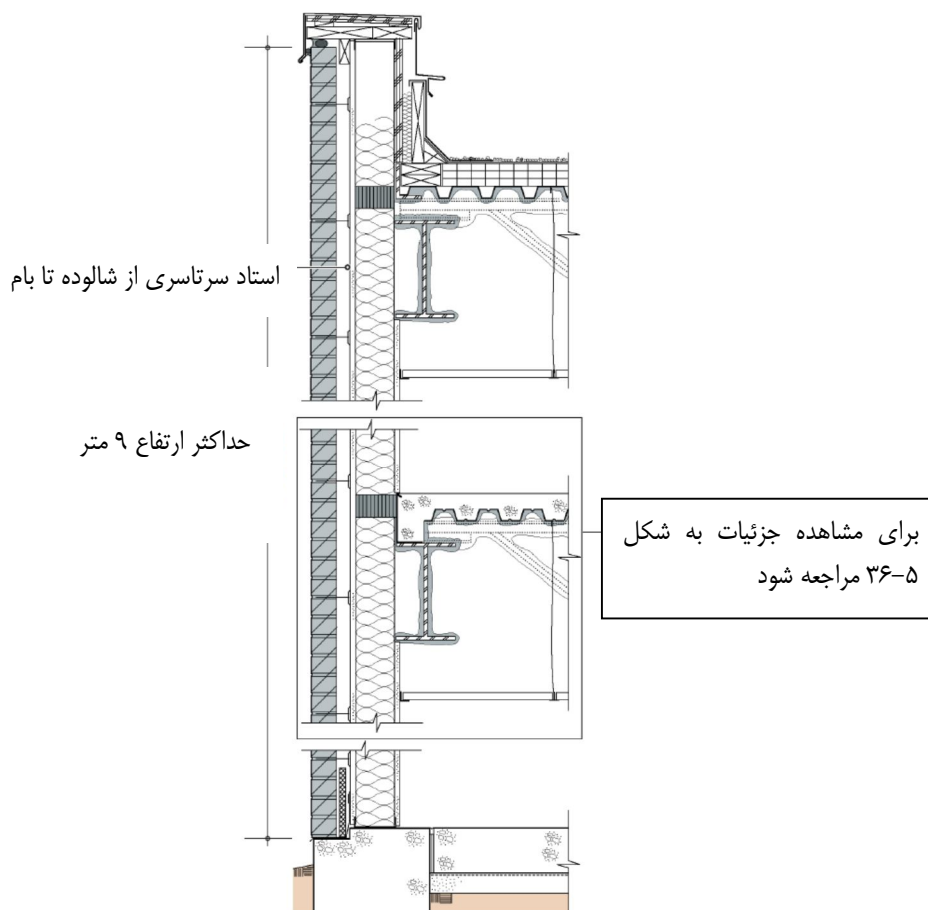 استاد سرتاسری از شالوده تا بام
حداکثر ارتفاع ۹ متر
برای مشاهده جزئیات به شکل
۵-۳۶ مراجعه شود